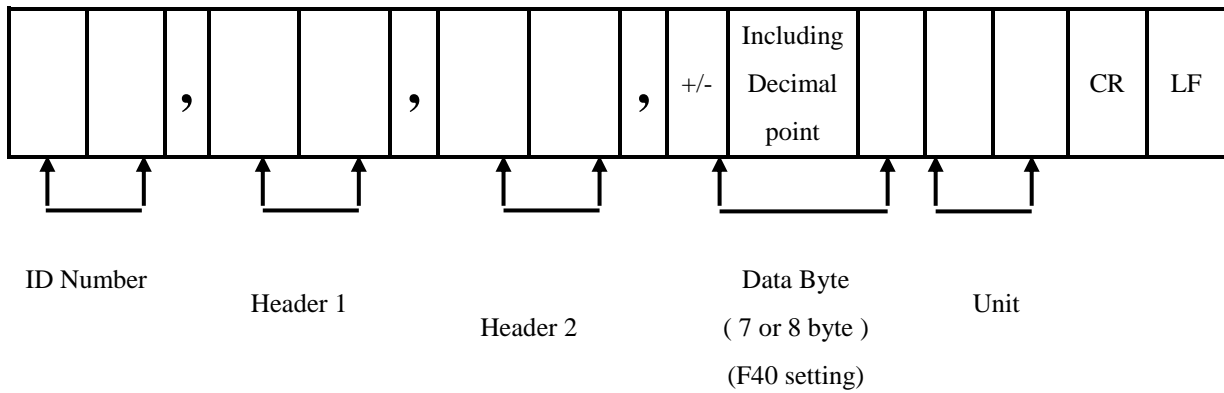 , , , +/- Including
Decimal
point CR LF
ID Number
Header 1
Header 2
Data Byte
( 7 or 8 byte )
(F40 setting)
Unit